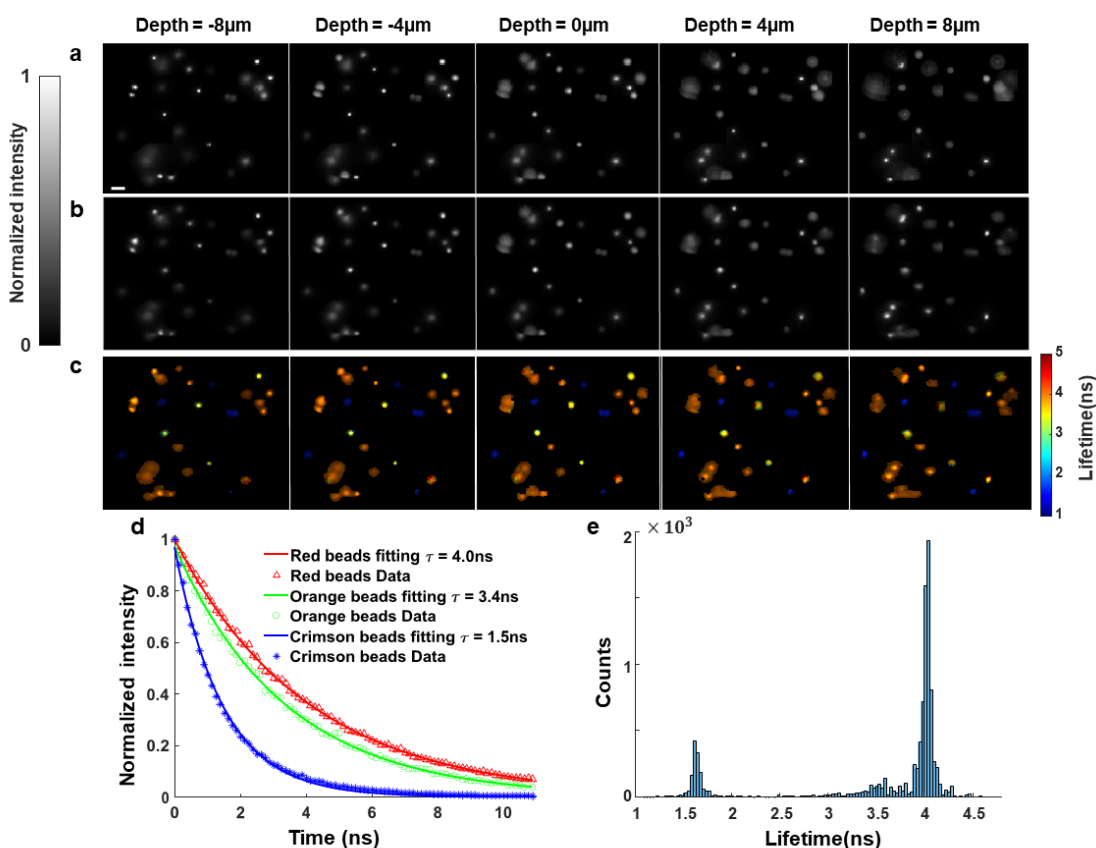 Depth = -8µm Depth = -4µm Depth = 0µm Depth = 4µm Depth = 8µm
a
1
Normalized intensity
0
b
c
5
4
3
2
1
Lifetime(ns)
d
1
0.8
0.6
0.4
0.2
0
Normalized intensity
Red beads fitting τ = 4.0ns
Red beads Data
Orange beads fitting τ = 3.4ns
Orange beads Data
Crimson beads fitting τ = 1.5ns
Crimson beads Data
0 2 4 6 8 10
Time (ns)
e
× 10³
2
1
0
Counts
1 1.5 2 2.5 3 3.5 4 4.5
Lifetime(ns)